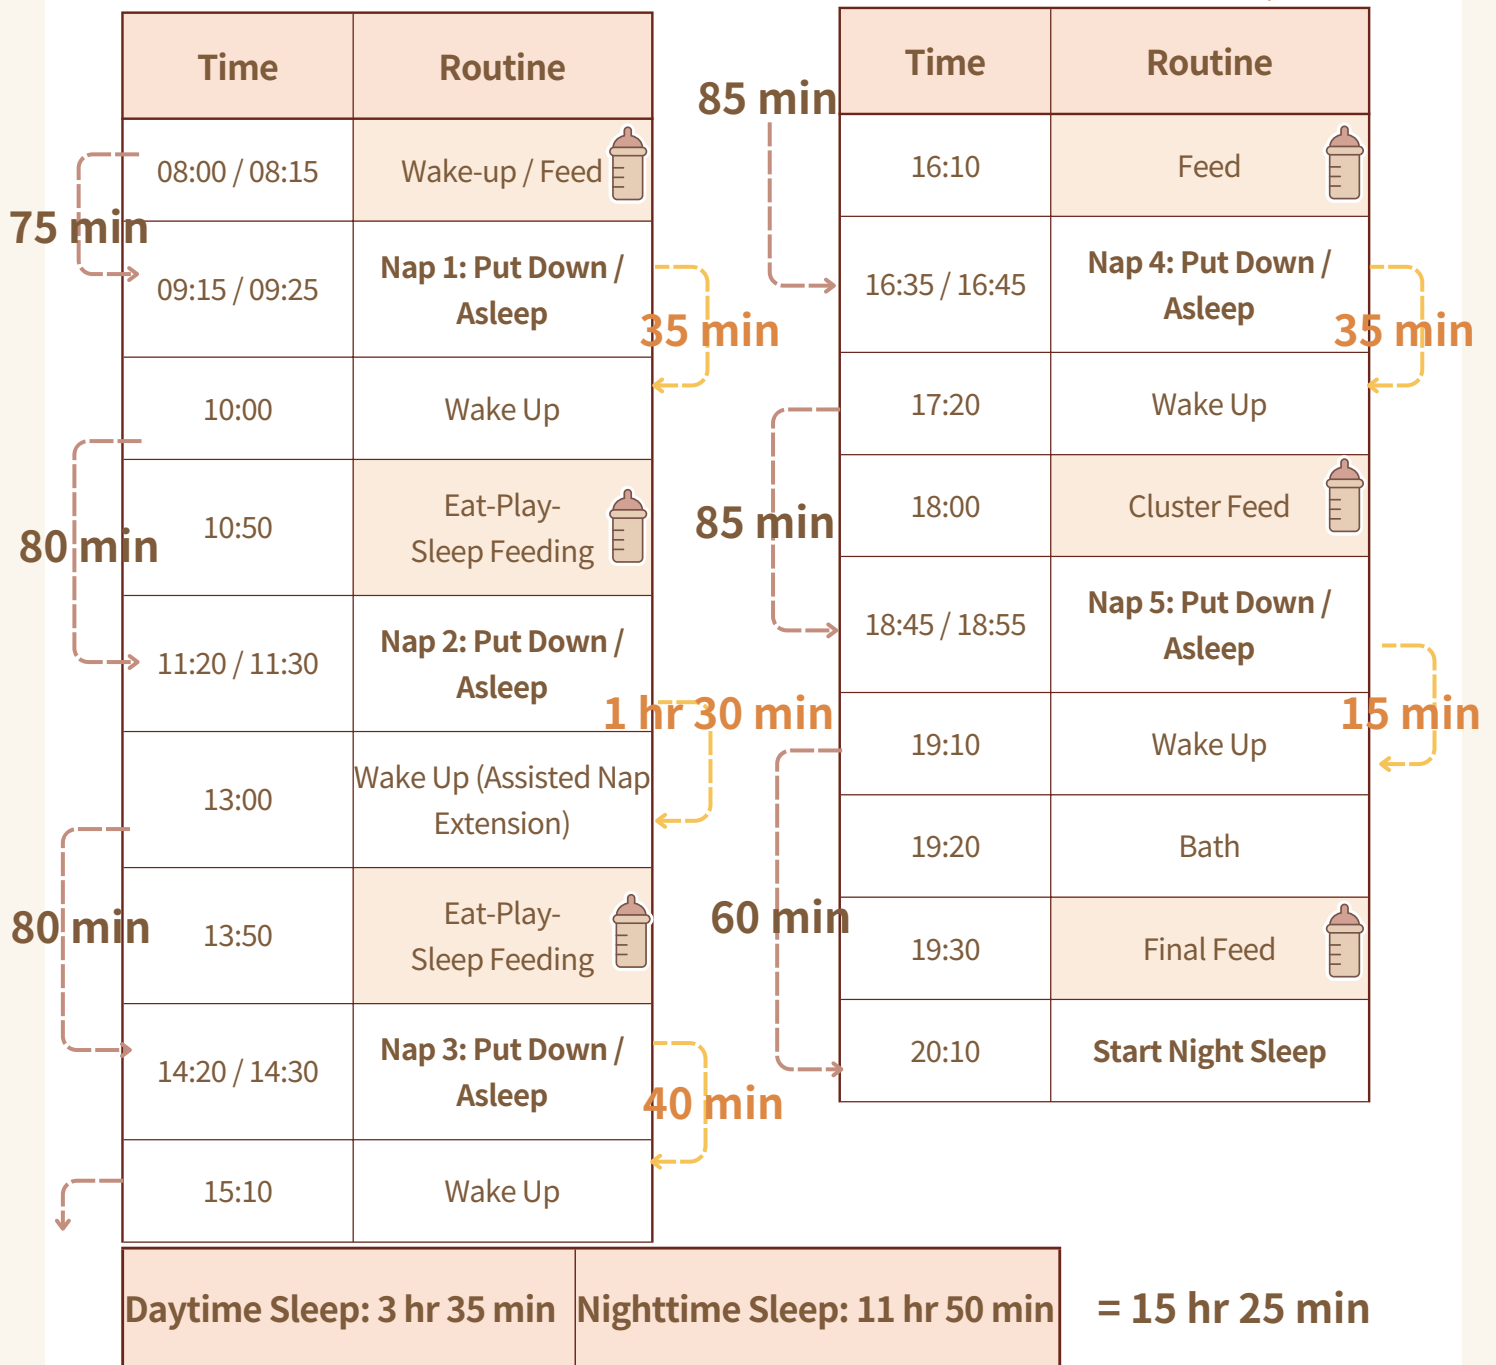 Time Routine
08:00 / 08:15 Wake-up / Feed
75 min
09:15 / 09:25 Nap 1: Put Down /
Asleep
35 min
10:00 Wake Up
80 min
10:50 Eat-Play-
Sleep Feeding
11:20 / 11:30 Nap 2: Put Down /
Asleep
1 hr 30 min
13:00 Wake Up (Assisted Nap
Extension)
80 min
13:50 Eat-Play-
Sleep Feeding
14:20 / 14:30 Nap 3: Put Down /
Asleep
40 min
15:10 Wake Up
Time Routine
85 min
16:10 Feed
16:35 / 16:45 Nap 4: Put Down /
Asleep
35 min
17:20 Wake Up
85 min
18:00 Cluster Feed
18:45 / 18:55 Nap 5: Put Down /
Asleep
15 min
19:10 Wake Up
19:20 Bath
60 min
19:30 Final Feed
20:10 Start Night Sleep
Daytime Sleep: 3 hr 35 min Nighttime Sleep: 11 hr 50 min = 15 hr 25 min